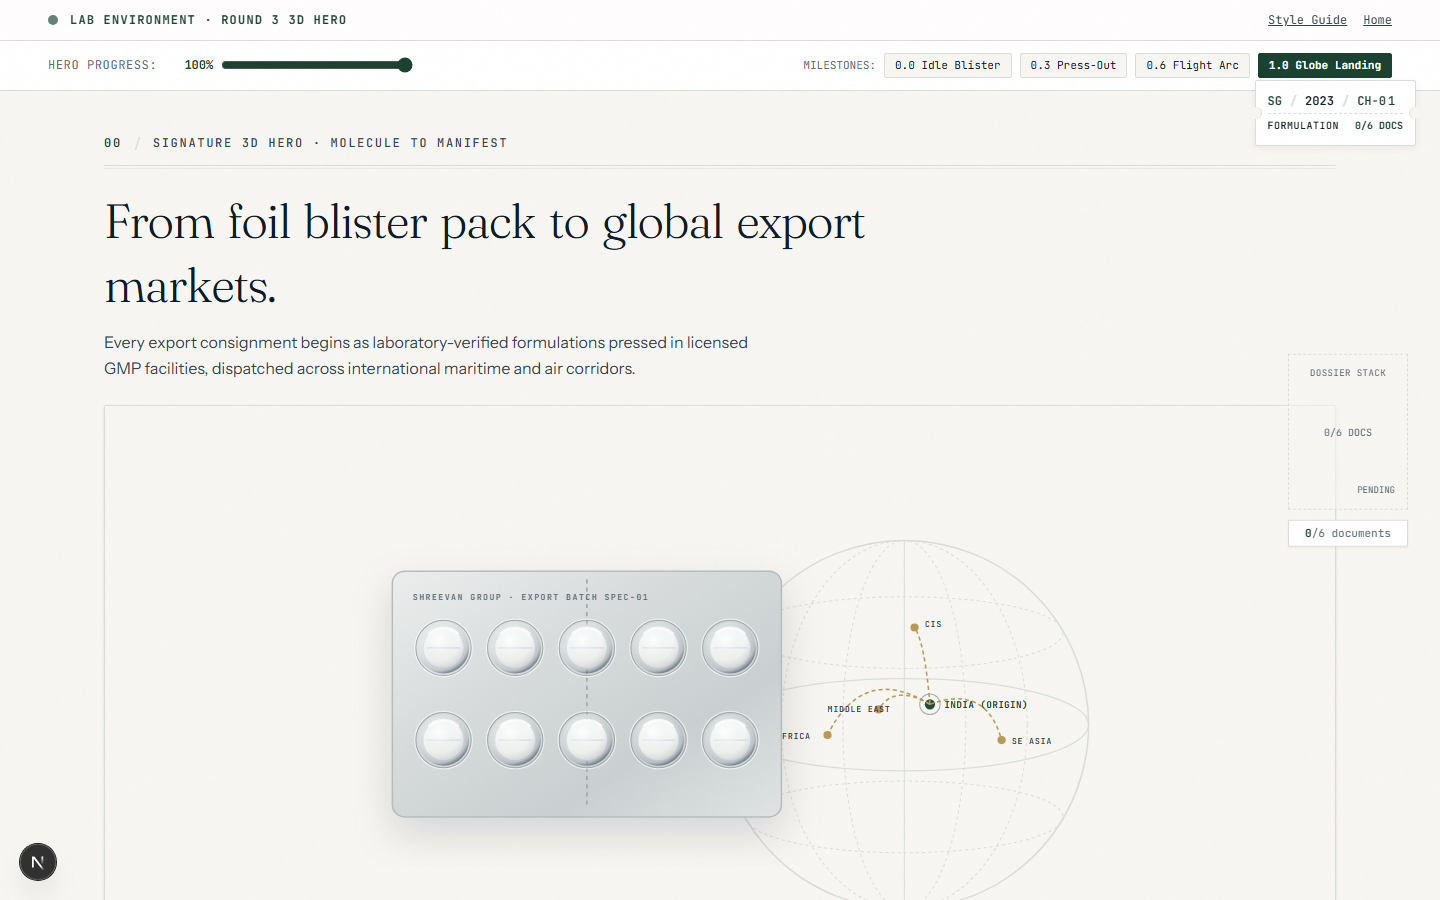 LAB ENVIRONMENT · ROUND 3 3D HERO
Style Guide Home
HERO PROGRESS: 100%
MILESTONES: 0.0 Idle Blister 0.3 Press-Out 0.6 Flight Arc 1.0 Globe Landing
SG / 2023 / CH-01
FORMULATION 0/6 DOCS
00 / SIGNATURE 3D HERO · MOLECULE TO MANIFEST
From foil blister pack to global export
markets.
Every export consignment begins as laboratory-verified formulations pressed in licensed
GMP facilities, dispatched across international maritime and air corridors.
DOSSIER STACK
0/6 DOCS
PENDING
0/6 documents
SHREEVAN GROUP · EXPORT BATCH SPEC-01
CIS
MIDDLE EAST
INDIA (ORIGIN)
FRICA
SE ASIA
N